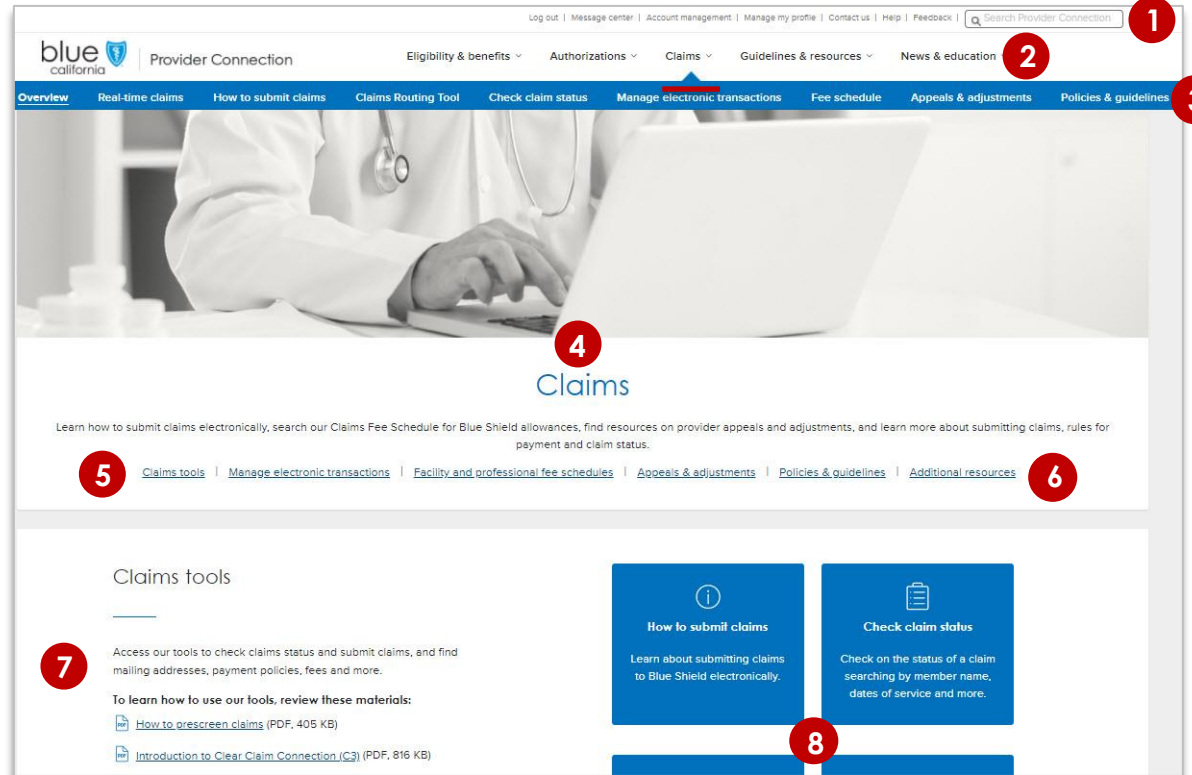 Log out | Message center | Account management | Manage my profile | Contact us | Help | Feedback | Search Provider Connection
1
blue
california
Provider Connection
Eligibility & benefits Authorizations Claims Guidelines & resources News & education
2
Overview Real-time claims How to submit claims Claims Routing Tool Check claim status Manage electronic transactions Fee schedule Appeals & adjustments Policies & guidelines
3
4
Claims
Learn how to submit claims electronically, search our Claims Fee Schedule for Blue Shield allowances, find resources on provider appeals and adjustments, and learn more about submitting claims, rules for
payment and claim status.
5
Claims tools | Manage electronic transactions | Facility and professional fee schedules | Appeals & adjustments | Policies & guidelines | Additional resources
6
Claims tools
7
Access our tools to check claims status and submit claims, and find
mailing addresses, payment policies, fees and more.
To learn how to use our tools, review these materials:
PDF How to prescreen claims (PDF, 405 KB)
PDF Introduction to Clear Claim Connection (C3) (PDF, 816 KB)
How to submit claims
Learn about submitting claims
to Blue Shield electronically.
Check claim status
Check on the status of a claim
searching by member name,
dates of service and more.
8